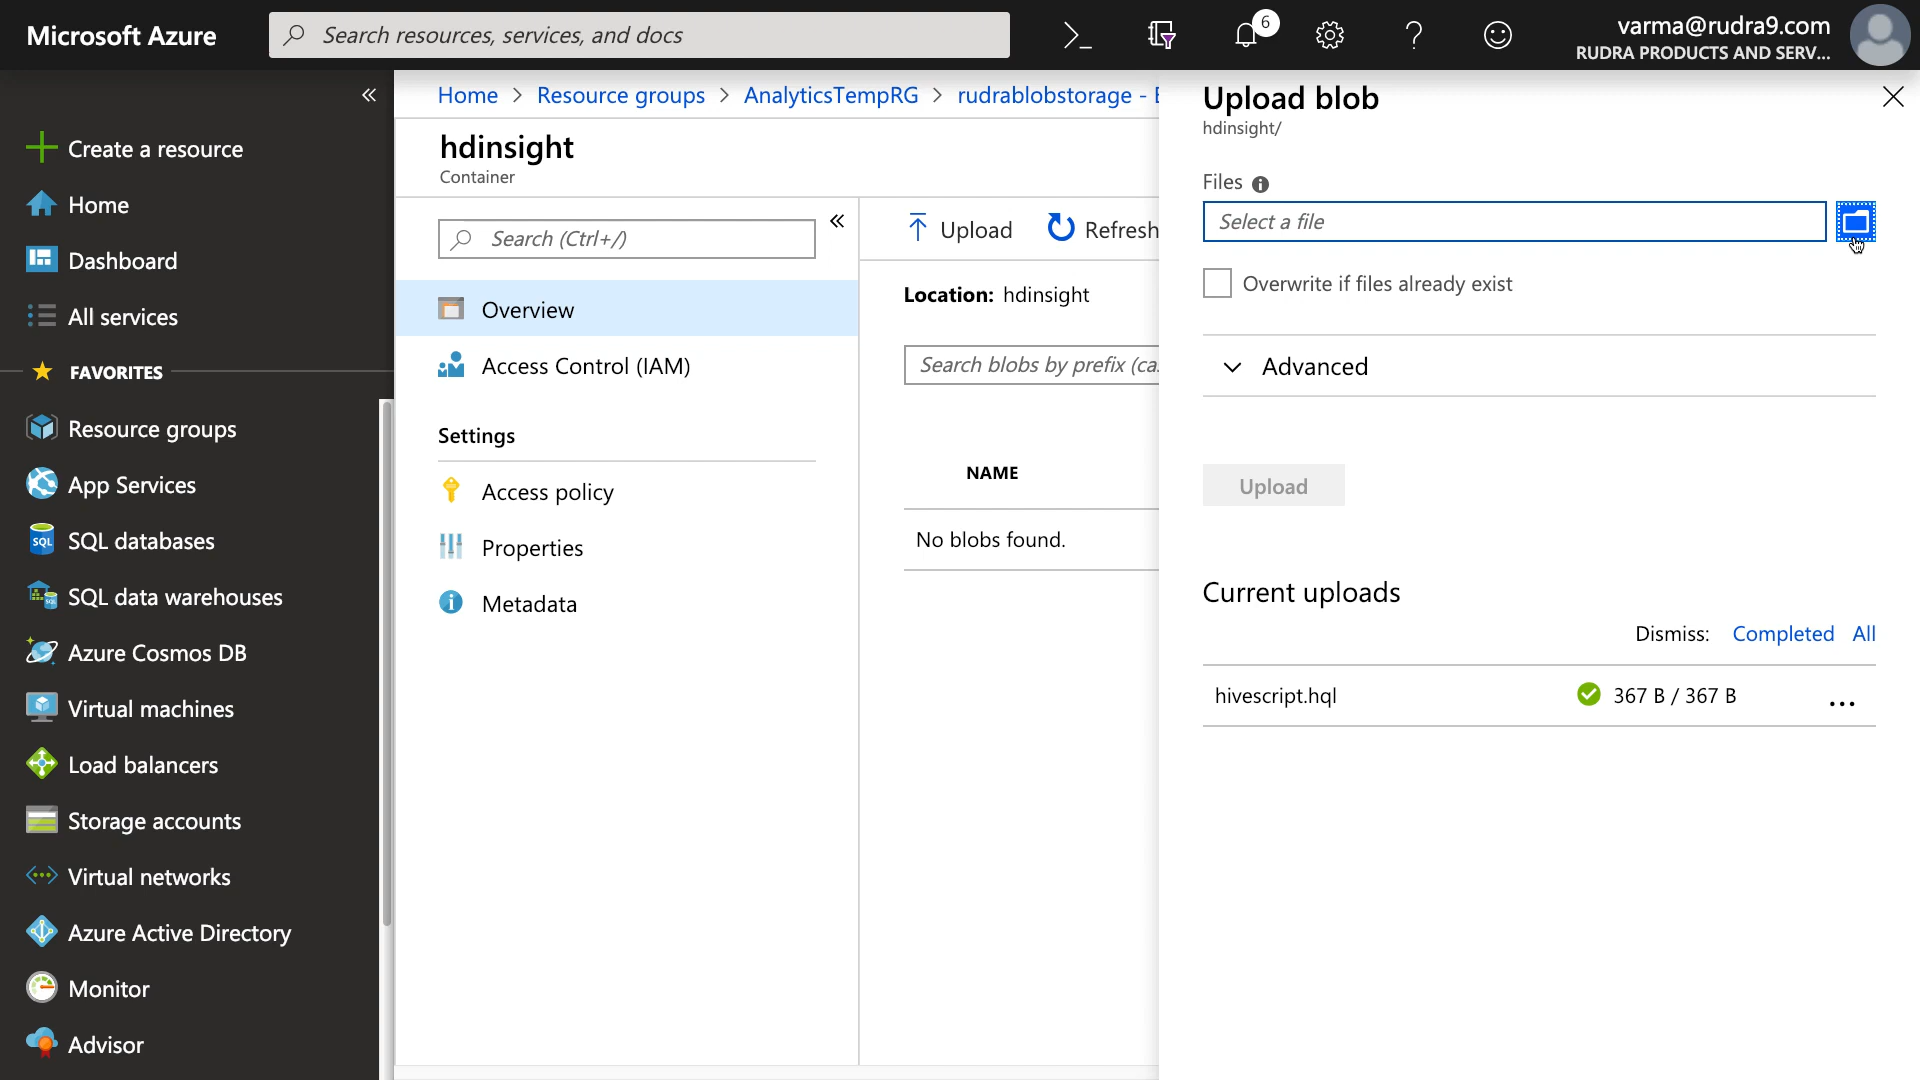 Microsoft Azure
Search resources, services, and docs
6
varma@rudra9.com
RUDRA PRODUCTS AND SERV...
Create a resource
Home
Dashboard
All services
FAVORITES
Resource groups
App Services
SQL
SQL databases
SQL data warehouses
Azure Cosmos DB
Virtual machines
Load balancers
Storage accounts
Virtual networks
Azure Active Directory
Monitor
Advisor
Home > Resource groups > AnalyticsTempRG > rudrablobstorage -
hdinsight
Container
Search (Ctrl+/)
Overview
Access Control (IAM)
Settings
Access policy
Properties
Metadata
Upload
Refresh
Location: hdinsight
Search blobs by prefix (ca
NAME
No blobs found.
Upload blob
hdinsight/
Files
Select a file
Overwrite if files already exist
Advanced
Upload
Current uploads
Dismiss: Completed All
hivescript.hql 367 B / 367 B ...